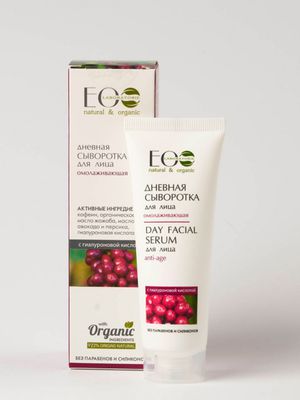 EO
LABORATORIE
natural & organic
ДНЕВНАЯ
СЫВОРОТКА
для лица
омолаживающая
АКТИВНЫЕ ИНГРЕДИЕ
кофеин, органическое
масло жожоба, масло
авокадо и персика,
гиалуроновая кислота
с гиалуроновой кислотой
with
Organic
INGREDIENTS
БЕЗ ПАРАБЕНОВ И СИЛИКОНОВ
EO
LABORATORIE
natural & organic
ДНЕВНАЯ
СЫВОРОТКА
для лица
омолаживающая
DAY FACIAL
SERUM
для лица
anti-age
с гиалуроновой кислотой
БЕЗ ПАРАБЕНОВ И СИЛИКОНОВ